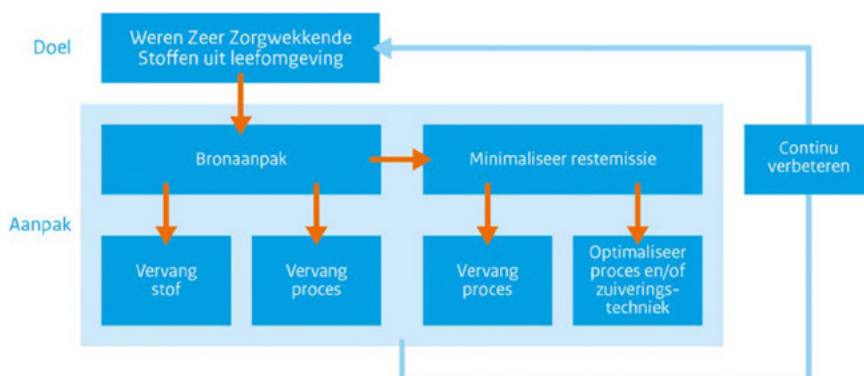 Doel
Weren Zeer Zorgwekkende
Stoffen uit leefomgeving
Bronaanpak
Minimaliseer restemissie
Continu
verbeteren
Aanpak
Vervang
stof
Vervang
proces
Vervang
proces
Optimaliseer
proces en/of
zuiverings-
techniek